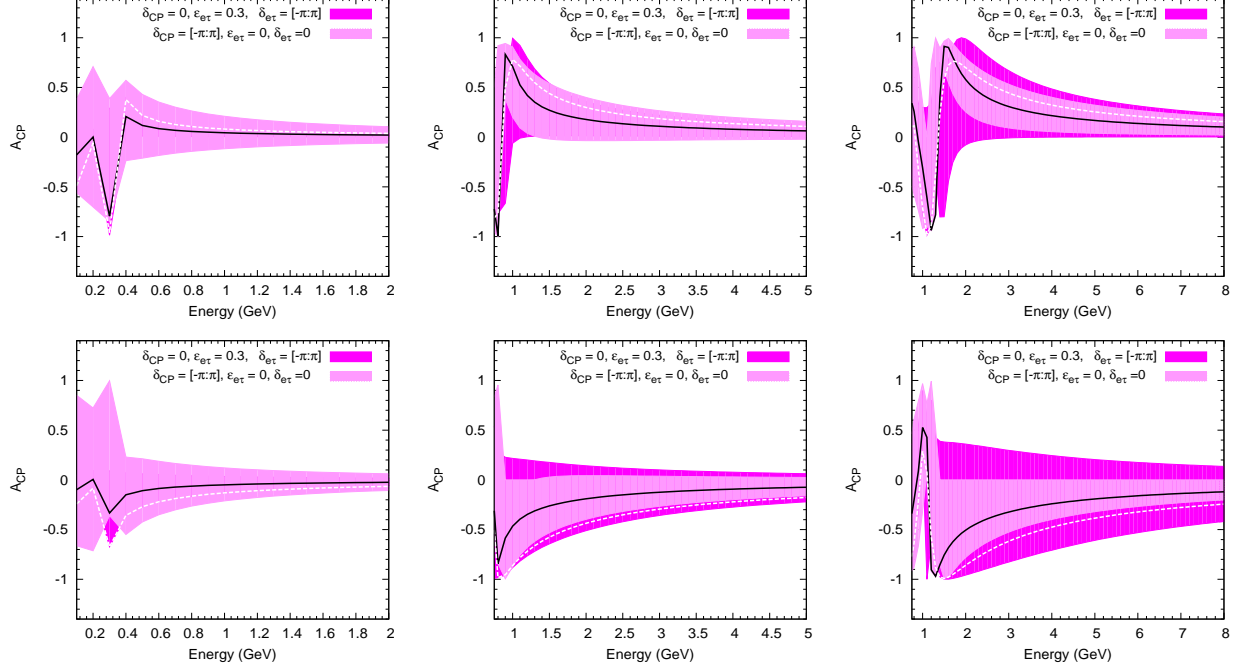 δCP = 0, εeτ = 0.3, δeτ = [-π:π]
δCP = [-π:π], εeτ = 0, δeτ =0
1
0.5
0
-0.5
-1
ACP
0.2 0.4 0.6 0.8 1 1.2 1.4 1.6 1.8 2
Energy (GeV)
δCP = 0, εeτ = 0.3, δeτ = [-π:π]
δCP = [-π:π], εeτ = 0, δeτ =0
1
0.5
0
-0.5
-1
ACP
1 1.5 2 2.5 3 3.5 4 4.5 5
Energy (GeV)
δCP = 0, εeτ = 0.3, δeτ = [-π:π]
δCP = [-π:π], εeτ = 0, δeτ =0
1
0.5
0
-0.5
-1
ACP
1 2 3 4 5 6 7 8
Energy (GeV)
δCP = 0, εeτ = 0.3, δeτ = [-π:π]
δCP = [-π:π], εeτ = 0, δeτ =0
1
0.5
0
-0.5
-1
ACP
0.2 0.4 0.6 0.8 1 1.2 1.4 1.6 1.8 2
Energy (GeV)
δCP = 0, εeτ = 0.3, δeτ = [-π:π]
δCP = [-π:π], εeτ = 0, δeτ =0
1
0.5
0
-0.5
-1
ACP
1 1.5 2 2.5 3 3.5 4 4.5 5
Energy (GeV)
δCP = 0, εeτ = 0.3, δeτ = [-π:π]
δCP = [-π:π], εeτ = 0, δeτ =0
1
0.5
0
-0.5
-1
ACP
1 2 3 4 5 6 7 8
Energy (GeV)